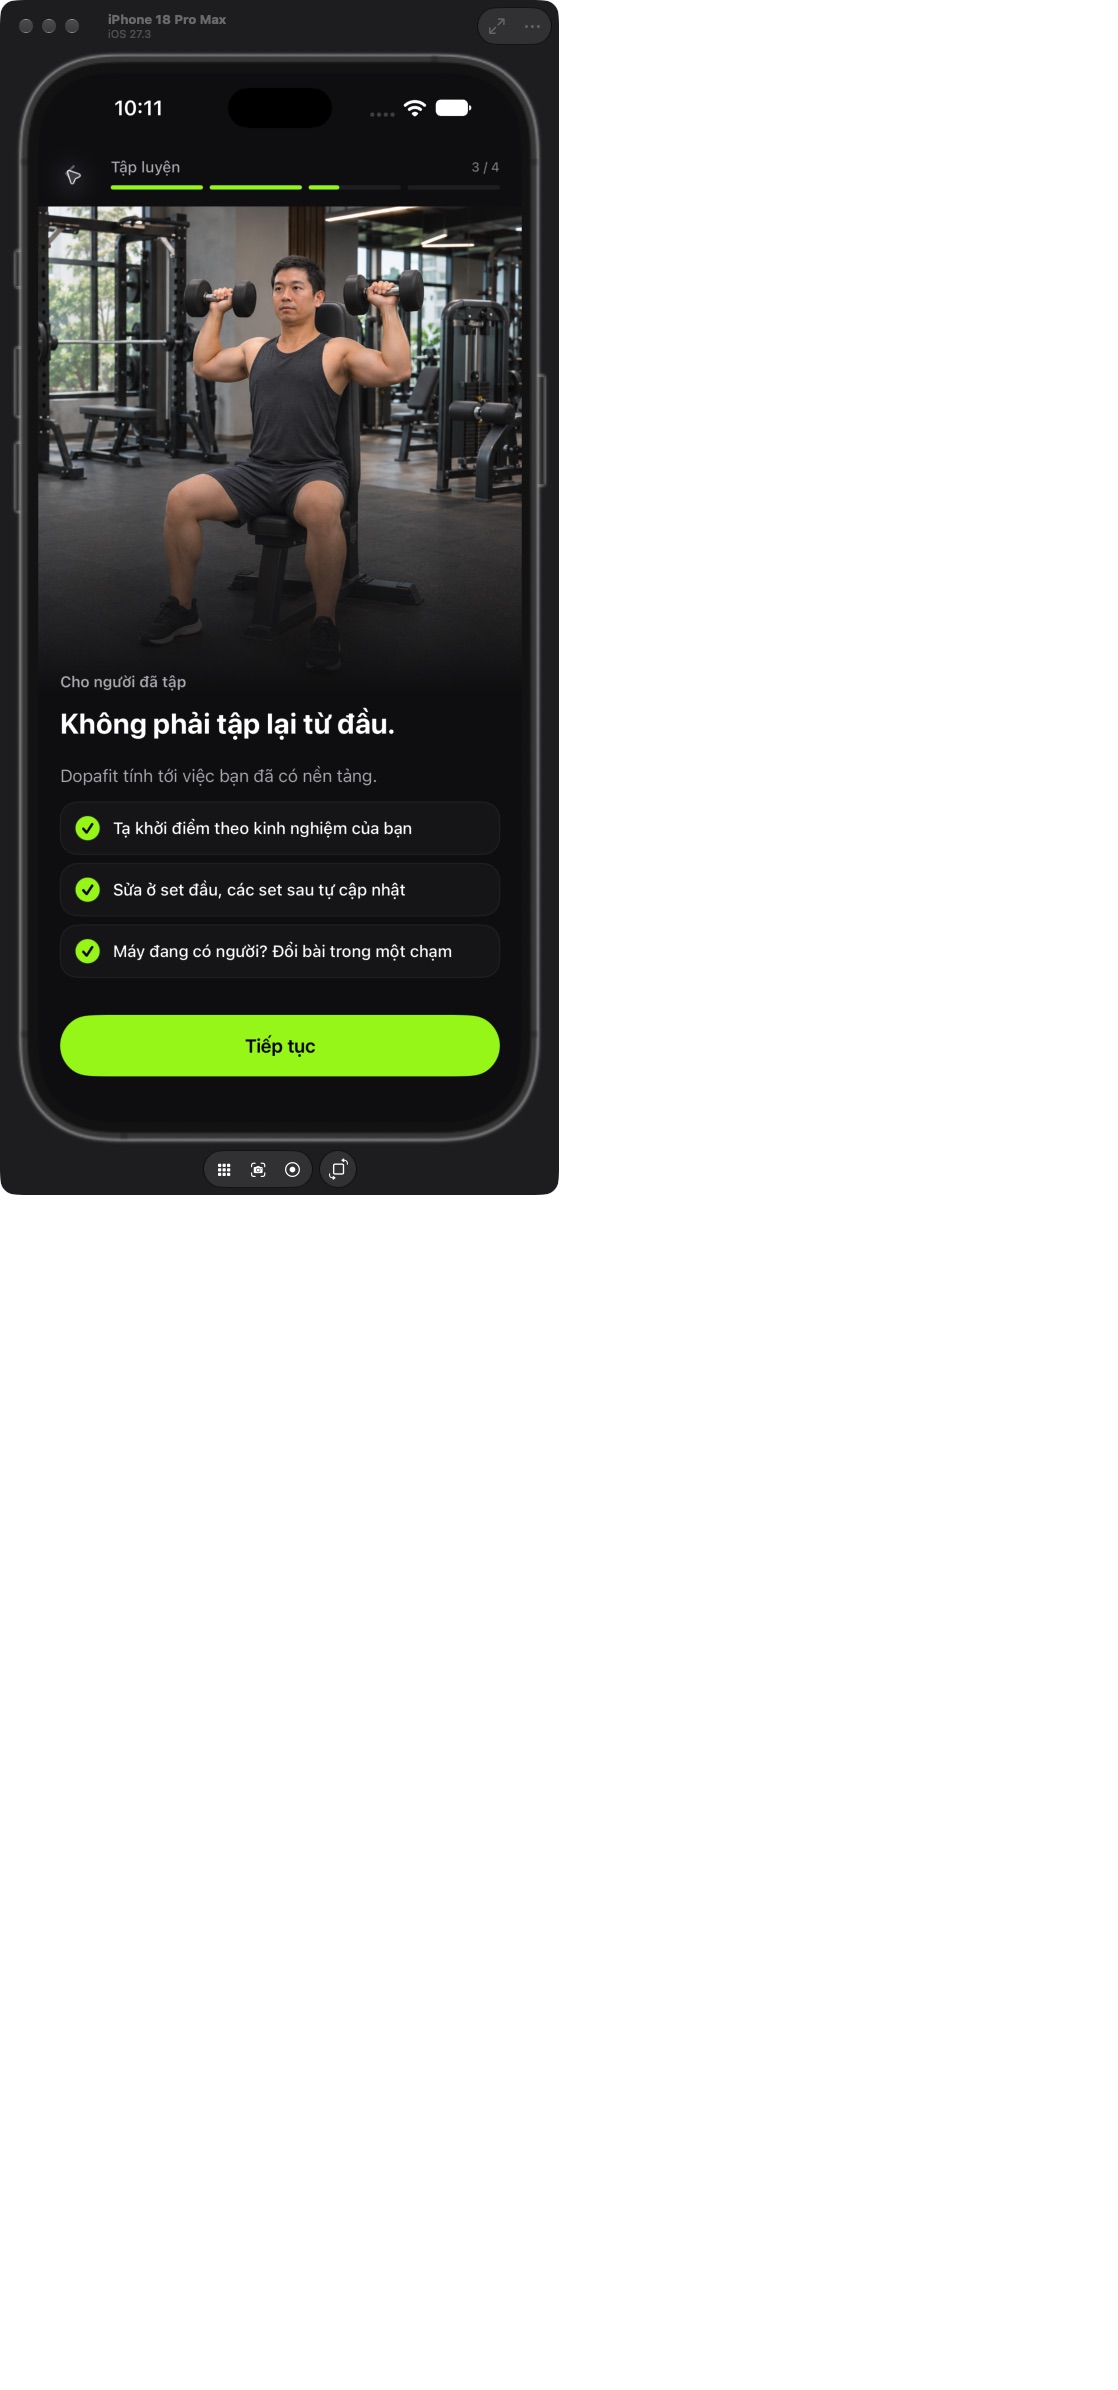 iPhone 18 Pro Max
iOS 27.3
10:11
Tập luyện
3 / 4
Cho người đã tập
Không phải tập lại từ đầu.
Dopafit tính tới việc bạn đã có nền tảng.
Tạ khởi điểm theo kinh nghiệm của bạn
Sửa ở set đầu, các set sau tự cập nhật
Máy đang có người? Đổi bài trong một chạm
Tiếp tục